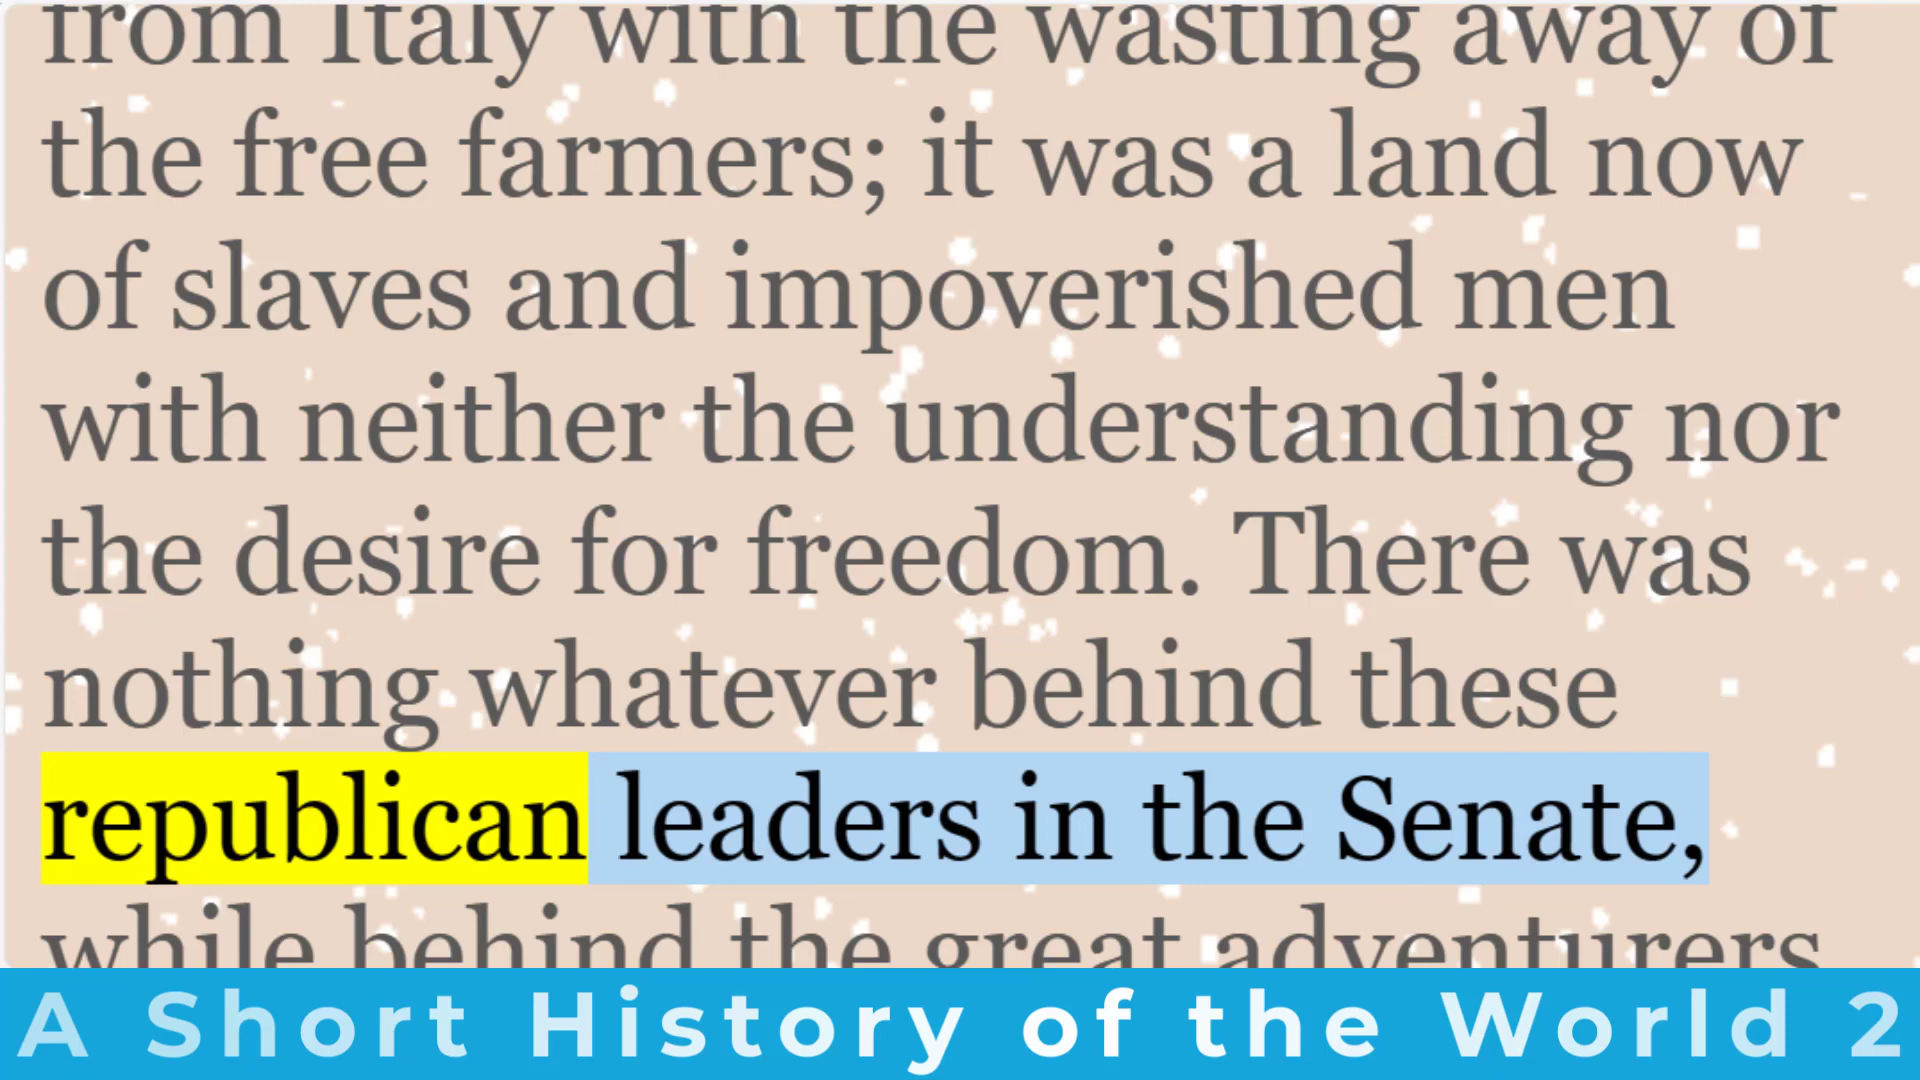 from Italy with the wasting away of
the free farmers; it was a land now
of slaves and impoverished men
with neither the understanding nor
the desire for freedom. There was
nothing whatever behind these
republican leaders in the Senate,
while behind the great adventurers
A Short History of the World 2